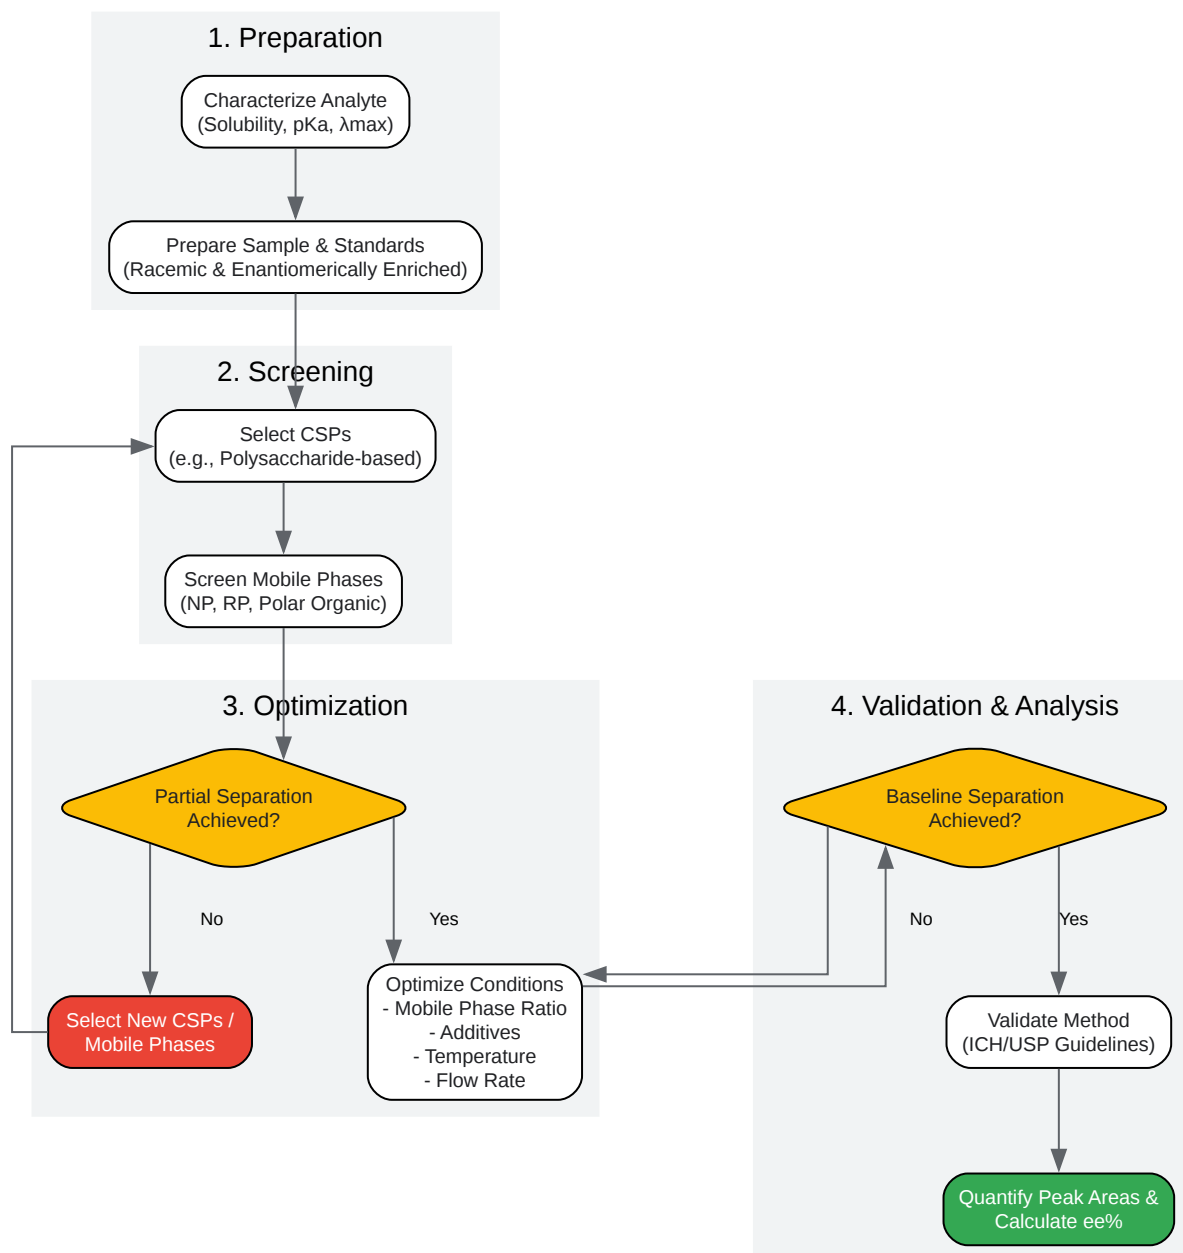 1. Preparation
Characterize Analyte
(Solubility, pKa, λmax)
Prepare Sample & Standards
(Racemic & Enantiomerically Enriched)
2. Screening
Select CSPs
(e.g., Polysaccharide-based)
Screen Mobile Phases
(NP, RP, Polar Organic)
3. Optimization
Partial Separation
Achieved?
No
Yes
Select New CSPs /
Mobile Phases
Optimize Conditions
- Mobile Phase Ratio
- Additives
- Temperature
- Flow Rate
4. Validation & Analysis
Baseline Separation
Achieved?
No
Yes
Validate Method
(ICH/USP Guidelines)
Quantify Peak Areas &
Calculate ee%